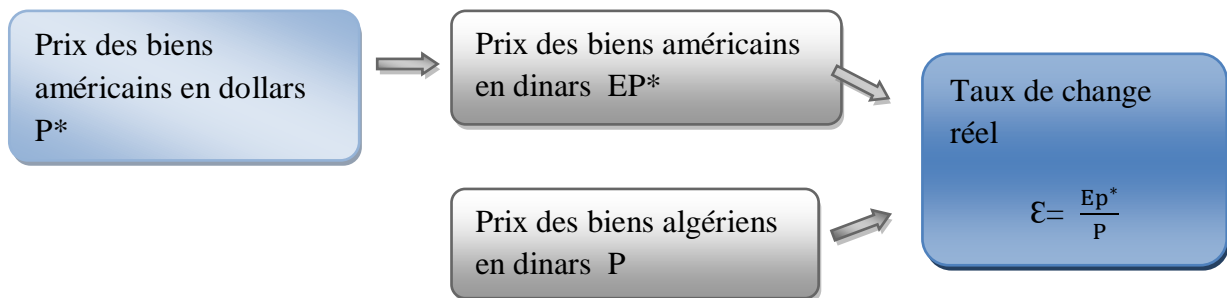 Prix des biens
américains en dollars
P*
Prix des biens américains
en dinars EP*
Prix des biens algériens
en dinars P
Taux de change
réel
Ɛ= Ep*/P